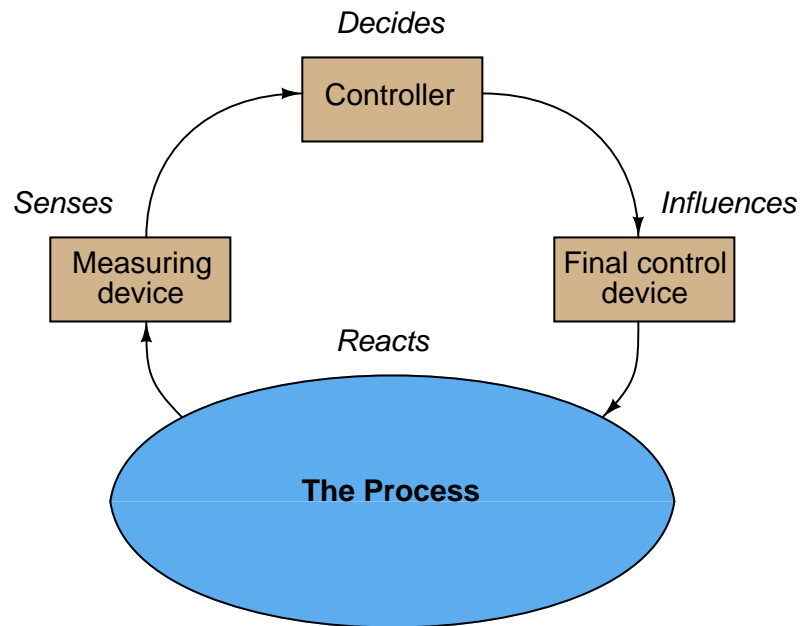 Decides
Controller
Senses
Influences
Measuring
device
Final control
device
Reacts
The Process